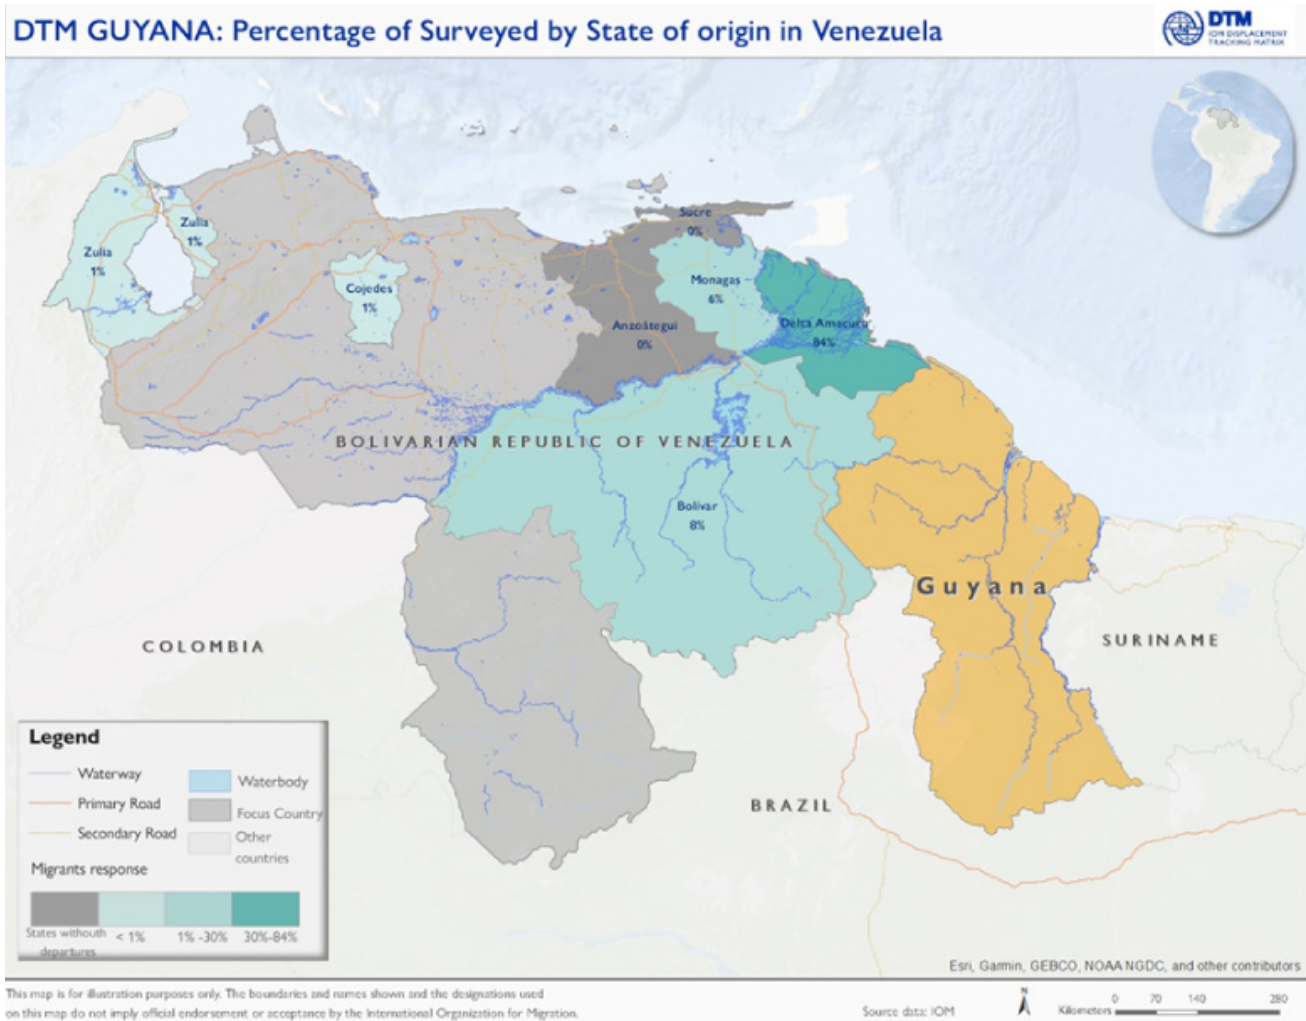 DTM GUYANA: Percentage of Surveyed by State of origin in Venezuela
DTM
IOM DISPLACEMENT
TRACKING MATRIX
Sucre
0%
Zulia
1%
Zulia
1%
Monagas
6%
Cojedes
1%
Anzoátegui
0%
Delta Amacuro
84%
BOLIVARIAN REPUBLIC OF VENEZUELA
Bolívar
8%
Guyana
COLOMBIA
SURINAME
BRAZIL
Legend
Waterway
Primary Road
Secondary Road
Waterbody
Focus Country
Other
countries
Migrants response
States withouth
departures
< 1%
1% -30%
30%-84%
Esri, Garmin, GEBCO, NOAA NGDC, and other contributors
This map is for illustration purposes only. The boundaries and names shown and the designations used
on this map do not imply official endorsement or acceptance by the International Organization for Migration.
Source data: IOM
N
Kilometers
0 70 140 280